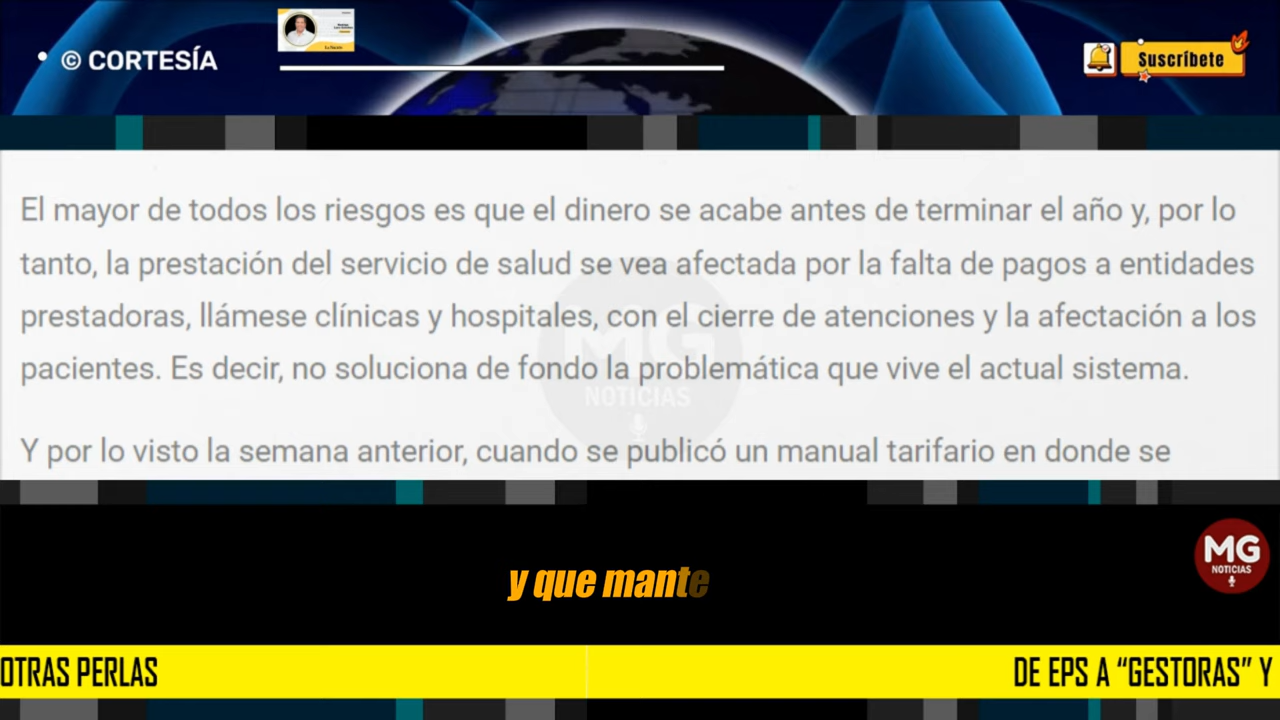 © CORTESÍA
Suscríbete
El mayor de todos los riesgos es que el dinero se acabe antes de terminar el año y, por lo
tanto, la prestación del servicio de salud se vea afectada por la falta de pagos a entidades
prestadoras, llámese clínicas y hospitales, con el cierre de atenciones y la afectación a los
pacientes. Es decir, no soluciona de fondo la problemática que vive el actual sistema.
MG
NOTICIAS
Y por lo visto la semana anterior, cuando se publicó un manual tarifario en donde se
MG
NOTICIAS
y que mante
OTRAS PERLAS
DE EPS A “GESTORAS” Y